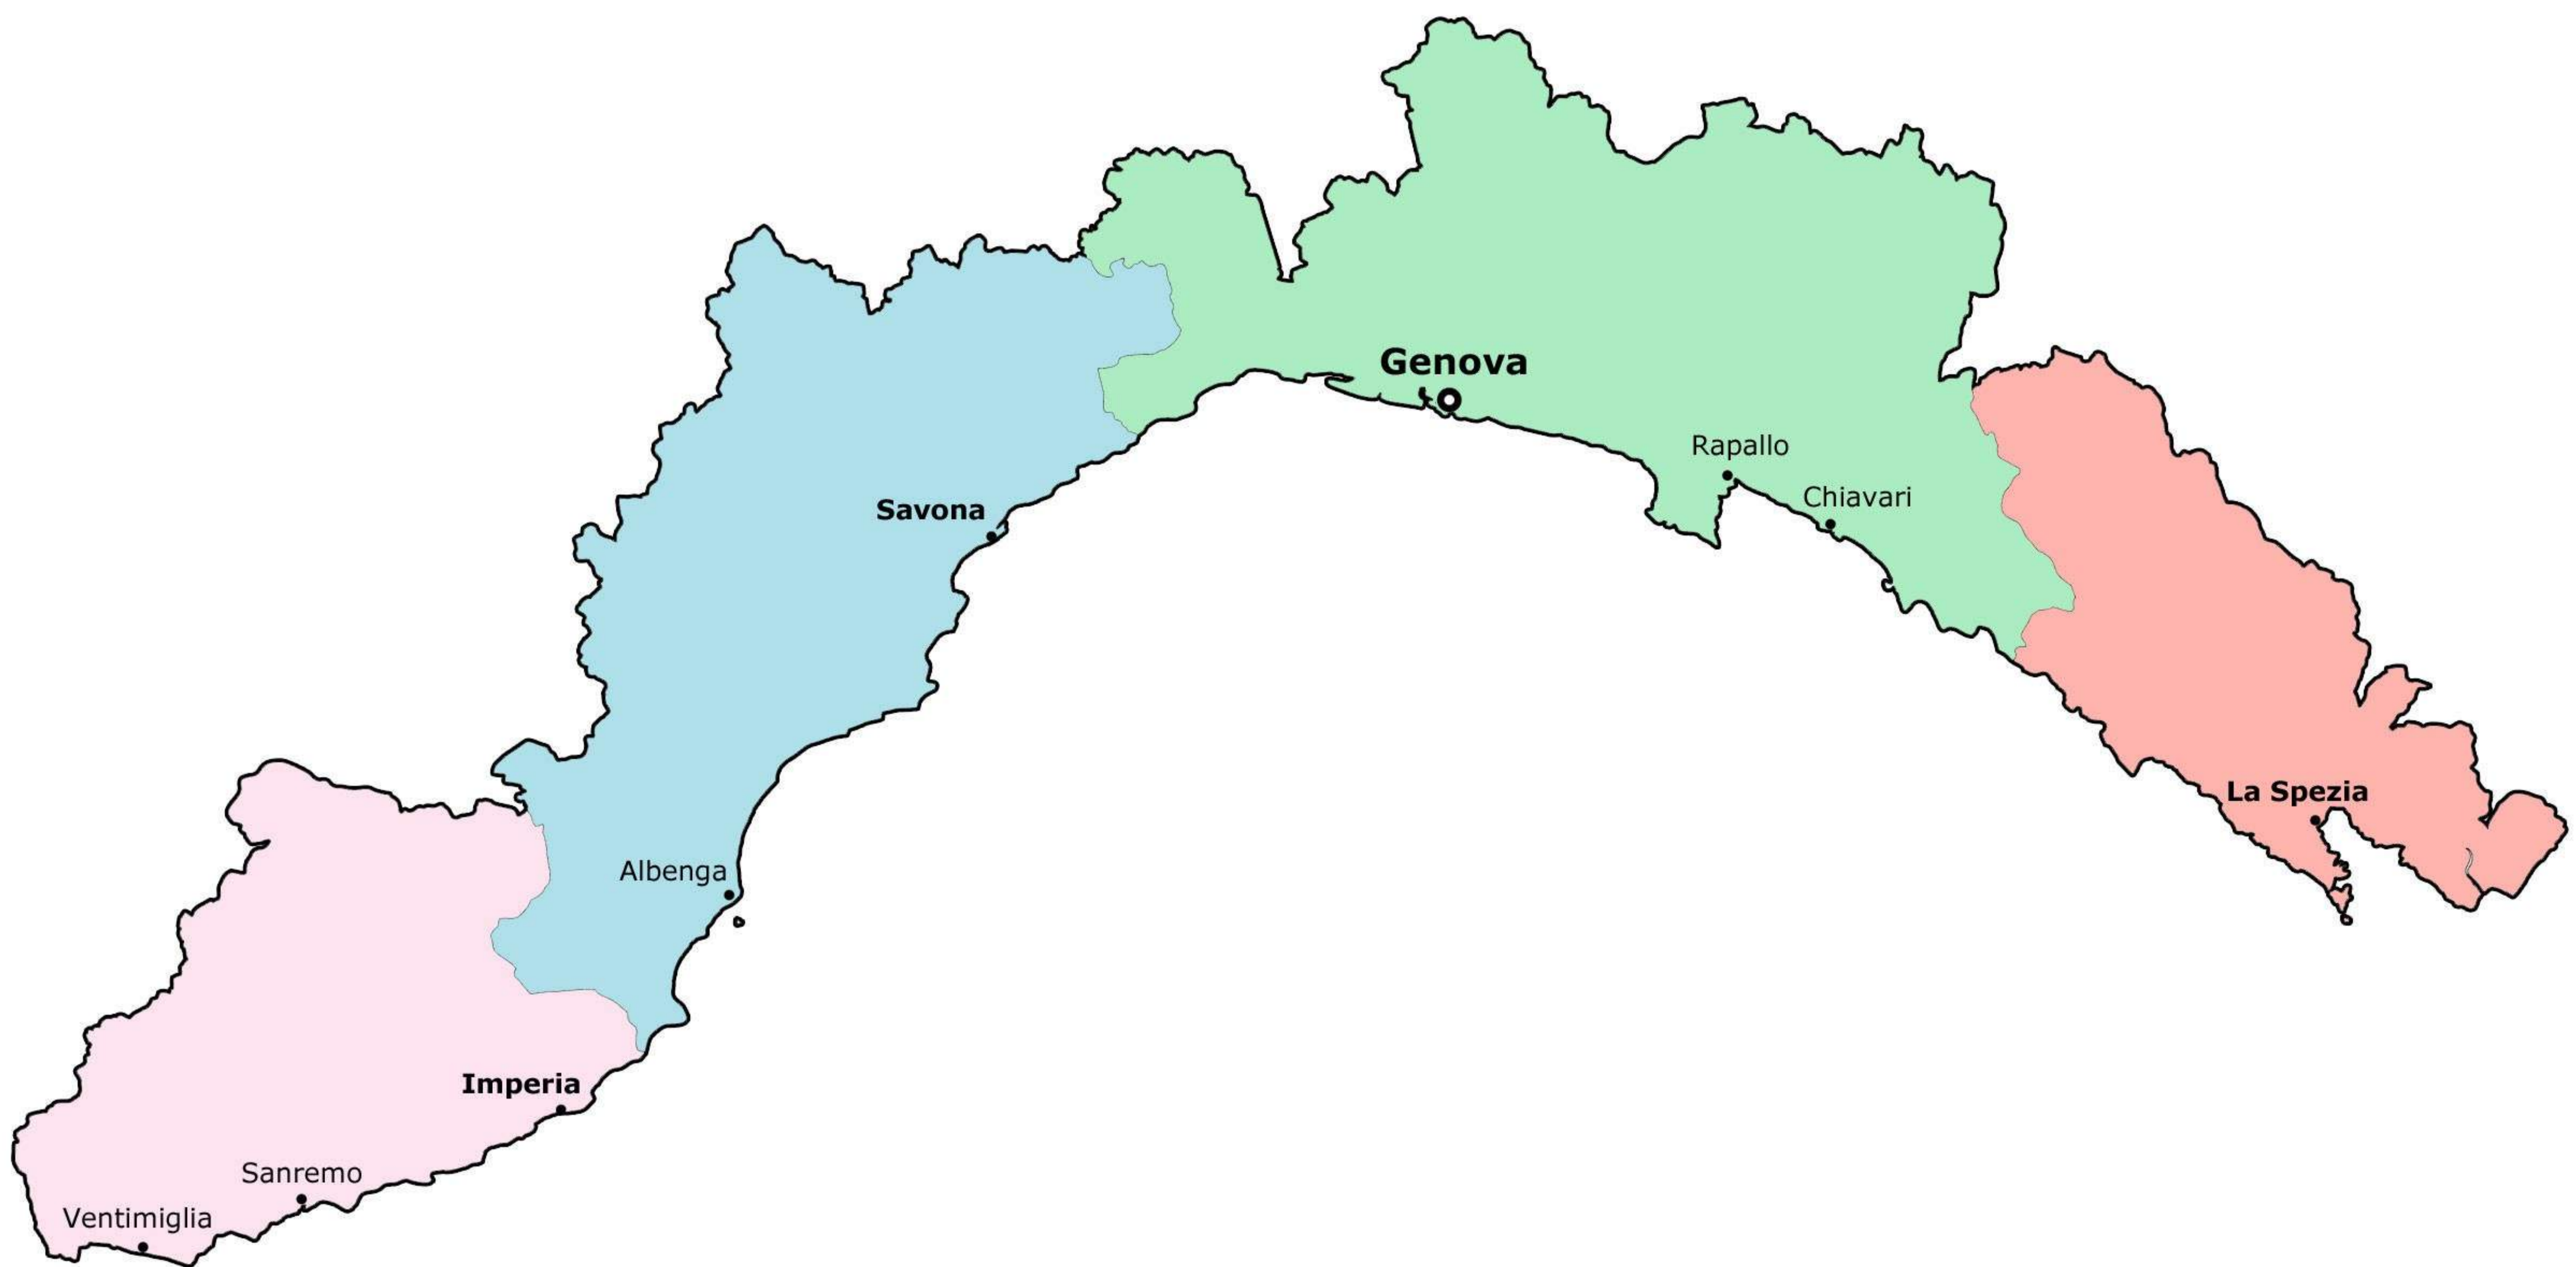 Genova
Rapallo
Chiavari
Savona
La Spezia
Albenga
Imperia
Sanremo
Ventimiglia